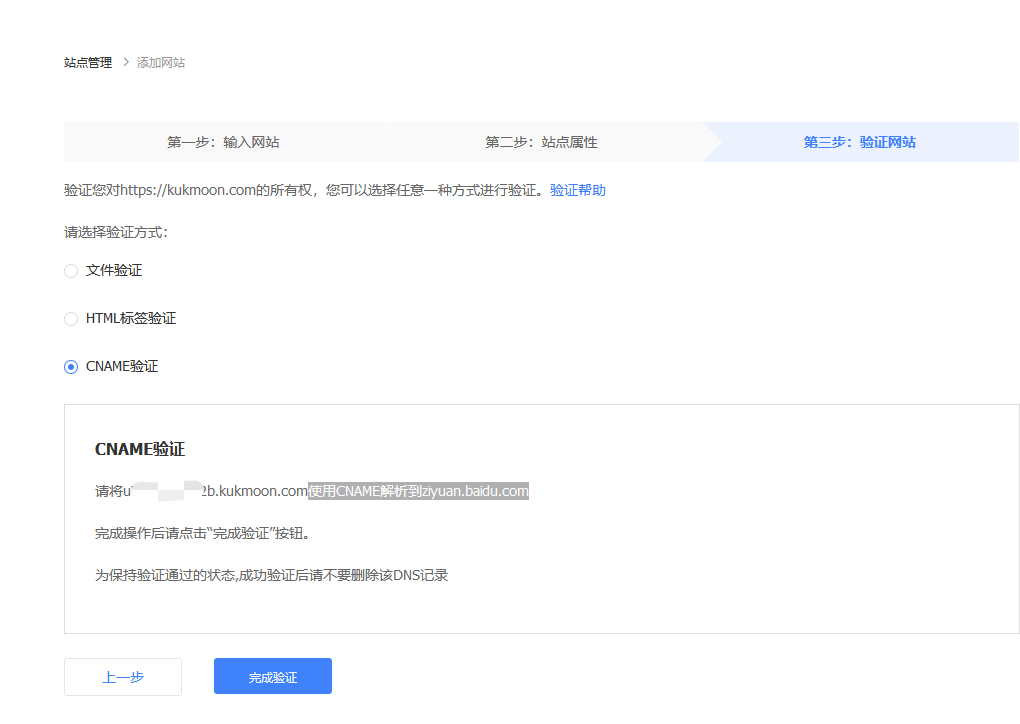 站点管理 > 添加网站
第一步：输入网站 第二步：站点属性 第三步：验证网站
验证您对https://kukmoon.com的所有权，您可以选择任意一种方式进行验证。验证帮助
请选择验证方式：
文件验证
HTML标签验证
CNAME验证
CNAME验证
请将 2b.kukmoon.com使用CNAME解析到ziyuan.baidu.com
完成操作后请点击“完成验证”按钮。
为保持验证通过的状态,成功验证后请不要删除该DNS记录
上一步 完成验证